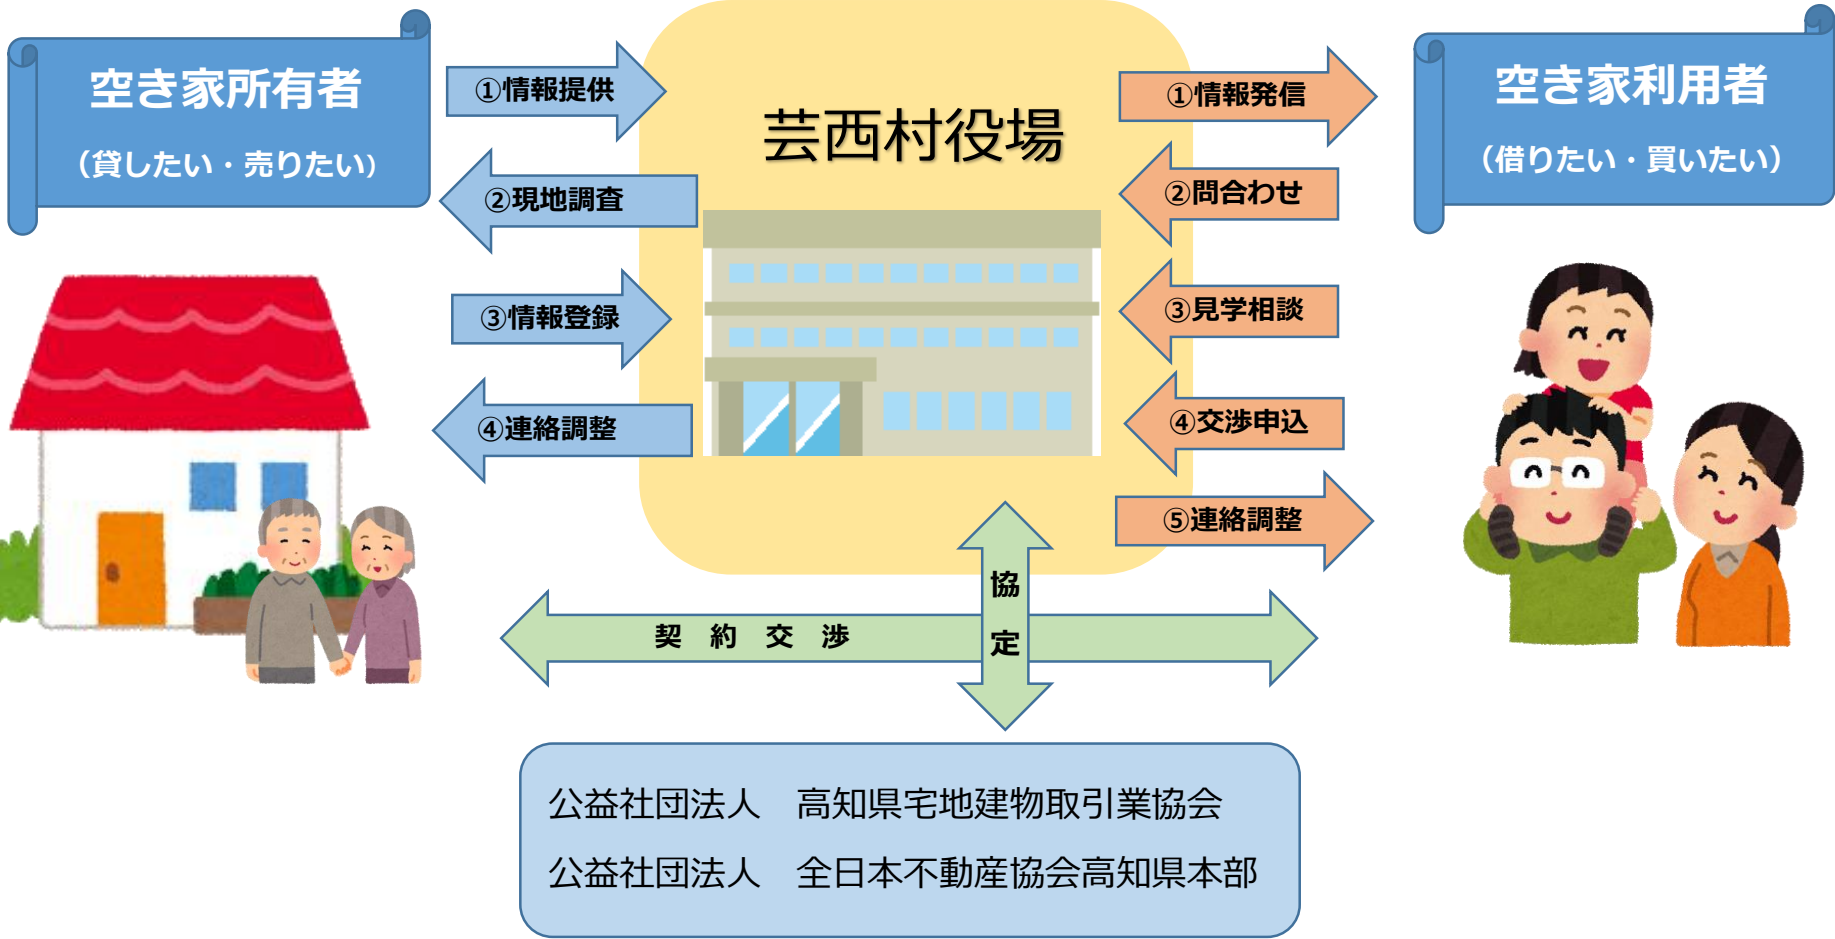 空き家所有者
（貸したい・売りたい）
①情報提供
②現地調査
③情報登録
④連絡調整
芸西村役場
①情報発信
②問合わせ
③見学相談
④交渉申込
⑤連絡調整
空き家利用者
（借りたい・買いたい）
契　約　交　渉
協
定
公益社団法人　高知県宅地建物取引業協会
公益社団法人　全日本不動産協会高知県本部